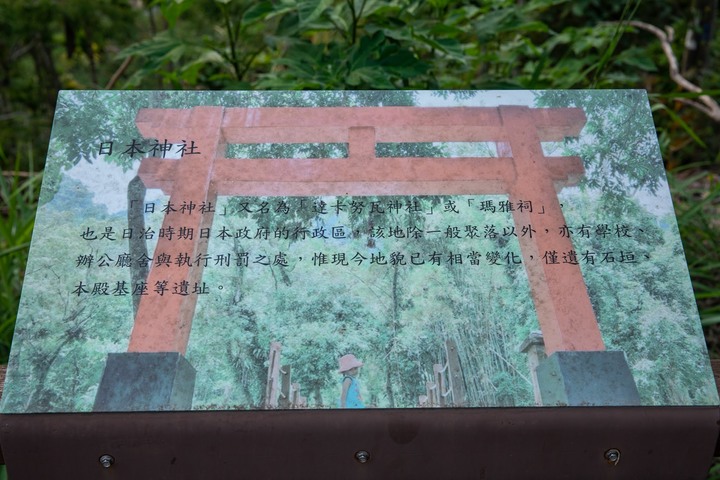 日本神社
「日本神社」又名為「達卡努瓦神社」或「瑪雅祠」，
也是日治時期日本政府的行政區，該地除一般聚落以外，亦有學校、
辦公廳舍與執行刑罰之處，惟現今地貌已有相當變化，僅遺有石垣、
本殿基座等遺址。